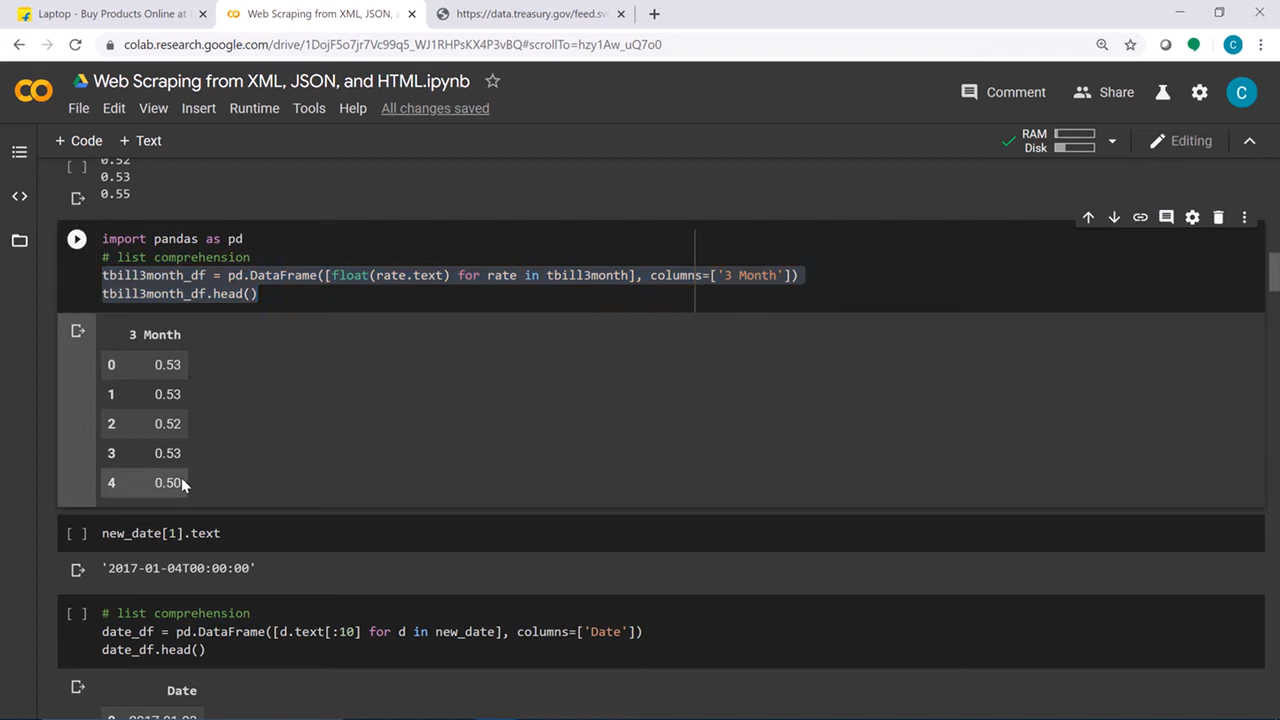 Laptop - Buy Products Online at
Web Scraping from XML, JSON,
https://data.treasury.gov/feed.sv
colab.research.google.com/drive/1DojF5o7jr7Vc99q5_WJ1RHPsKX4P3vBQ#scrollTo=hzy1Aw_uQ7o0
C
CO
Web Scraping from XML, JSON, and HTML.ipynb
File Edit View Insert Runtime Tools Help All changes saved
Comment
Share
C
+ Code + Text
RAM
Disk
Editing
[ ]
0.52
0.53
0.55
import pandas as pd
# list comprehension
tbill3month_df = pd.DataFrame([float(rate.text) for rate in tbill3month], columns=['3 Month'])
tbill3month_df.head()
3 Month
0 0.53
1 0.53
2 0.52
3 0.53
4 0.50
[ ] new_date[1].text
'2017-01-04T00:00:00'
[ ] # list comprehension
date_df = pd.DataFrame([d.text[:10] for d in new_date], columns=['Date'])
date_df.head()
Date